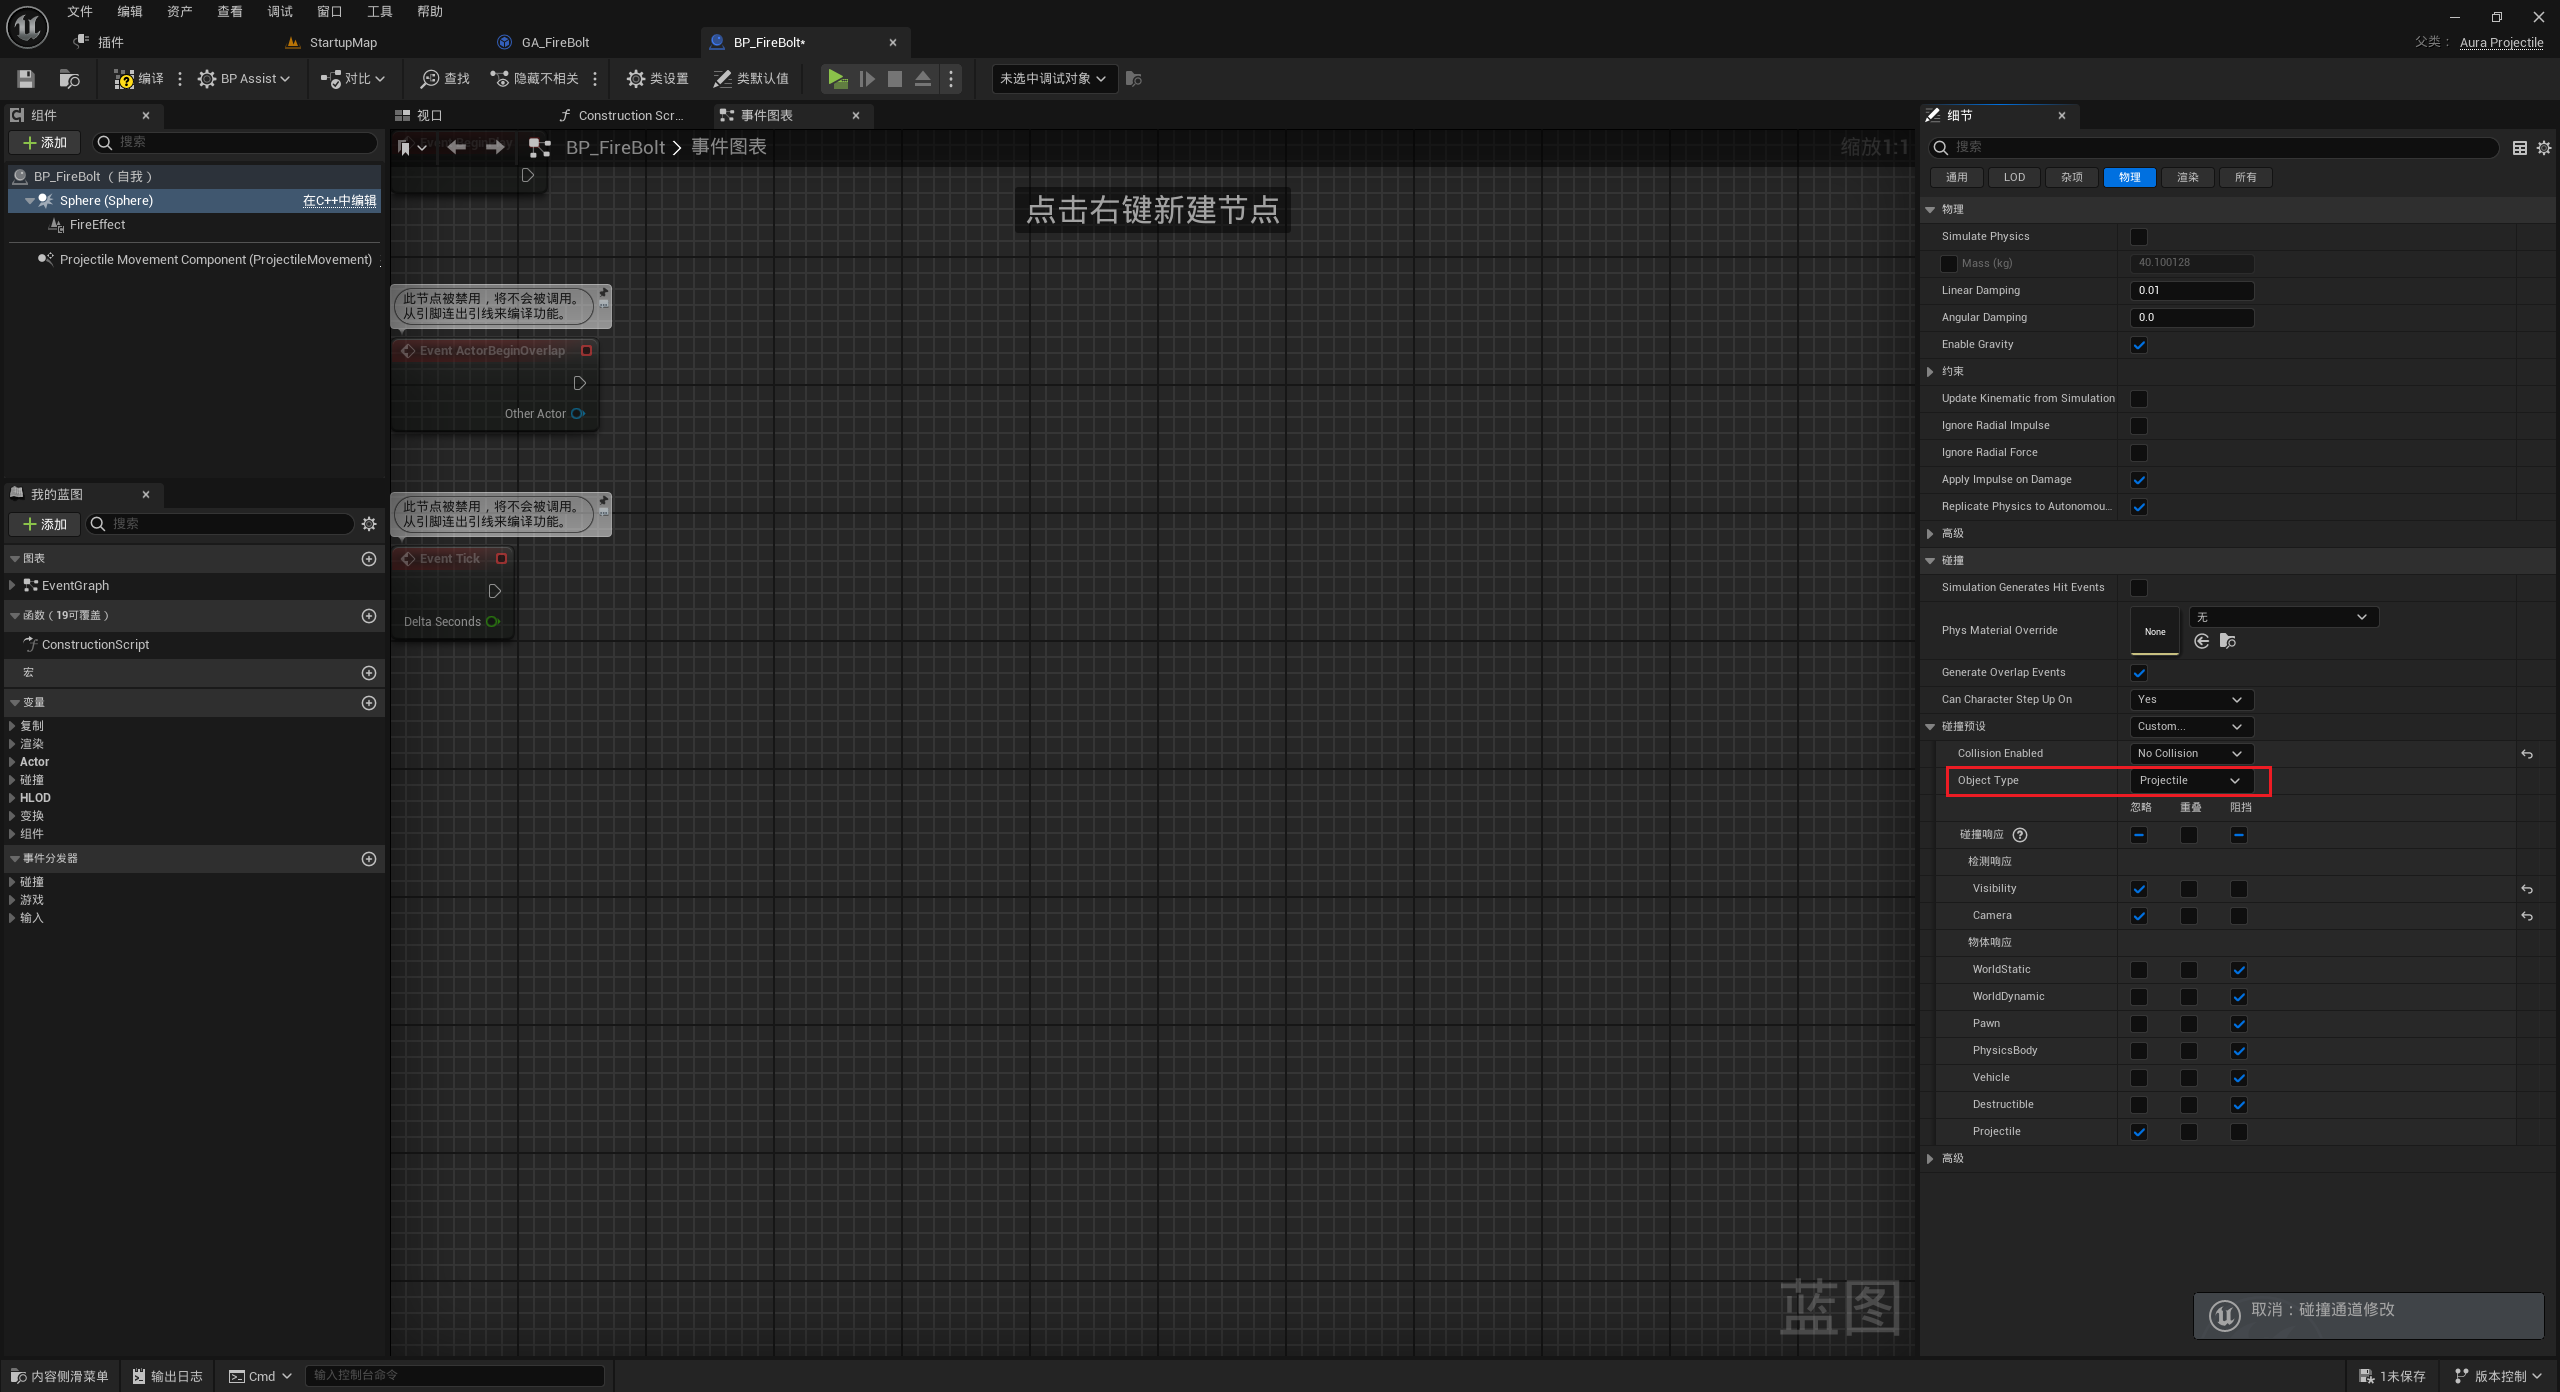 文件 编辑 资产 查看 调试 窗口 工具 帮助
插件 StartupMap GA_FireBolt BP_FireBolt*
父类： Aura Projectile
编译 BP Assist 对比 查找 隐藏不相关 类设置 类默认值 未选中调试对象
组件
添加 搜索
BP_FireBolt （自我）
Sphere (Sphere) 在C++中编辑
FireEffect
Projectile Movement Component (ProjectileMovement)
我的蓝图
添加 搜索
图表
EventGraph
函数（19可覆盖）
ConstructionScript
宏
变量
复制
渲染
Actor
碰撞
HLOD
变换
组件
事件分发器
碰撞
游戏
输入
视口 Construction Scr... 事件图表
BP_FireBolt > 事件图表 缩放1:1
点击右键新建节点
此节点被禁用，将不会被调用。
从引脚连出引线来编译功能。
Event ActorBeginOverlap
Other Actor
此节点被禁用，将不会被调用。
从引脚连出引线来编译功能。
Event Tick
Delta Seconds
蓝图
细节
搜索
通用 LOD 杂项 物理 渲染 所有
物理
Simulate Physics
Mass (kg) 40.100128
Linear Damping 0.01
Angular Damping 0.0
Enable Gravity
约束
Update Kinematic from Simulation
Ignore Radial Impulse
Ignore Radial Force
Apply Impulse on Damage
Replicate Physics to Autonomou...
高级
碰撞
Simulation Generates Hit Events
Phys Material Override None 无
Generate Overlap Events
Can Character Step Up On Yes
碰撞预设 Custom...
Collision Enabled No Collision
Object Type Projectile
忽略 重叠 阻挡
碰撞响应
检测响应
Visibility
Camera
物体响应
WorldStatic
WorldDynamic
Pawn
PhysicsBody
Vehicle
Destructible
Projectile
高级
取消：碰撞通道修改
内容侧滑菜单 输出日志 Cmd 输入控制台命令 1未保存 版本控制